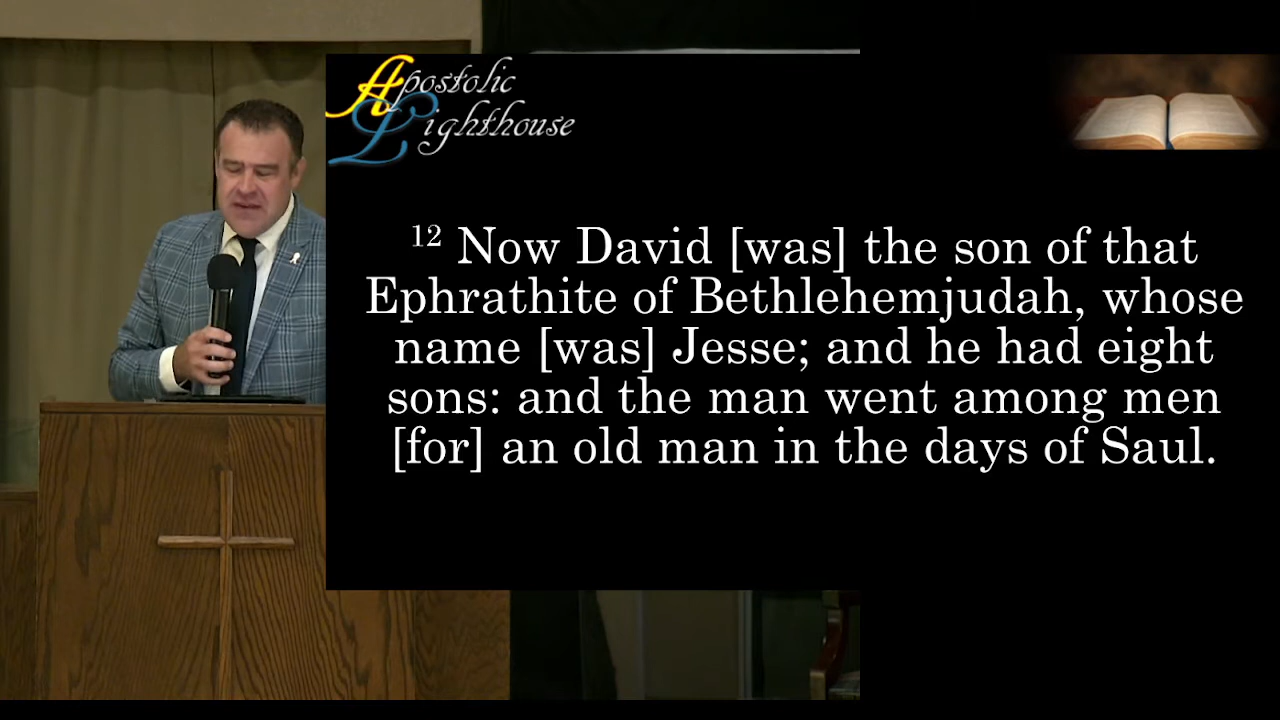 Apostolic
Lighthouse
12 Now David [was] the son of that
Ephrathite of Bethlehemjudah, whose
name [was] Jesse; and he had eight
sons: and the man went among men
[for] an old man in the days of Saul.